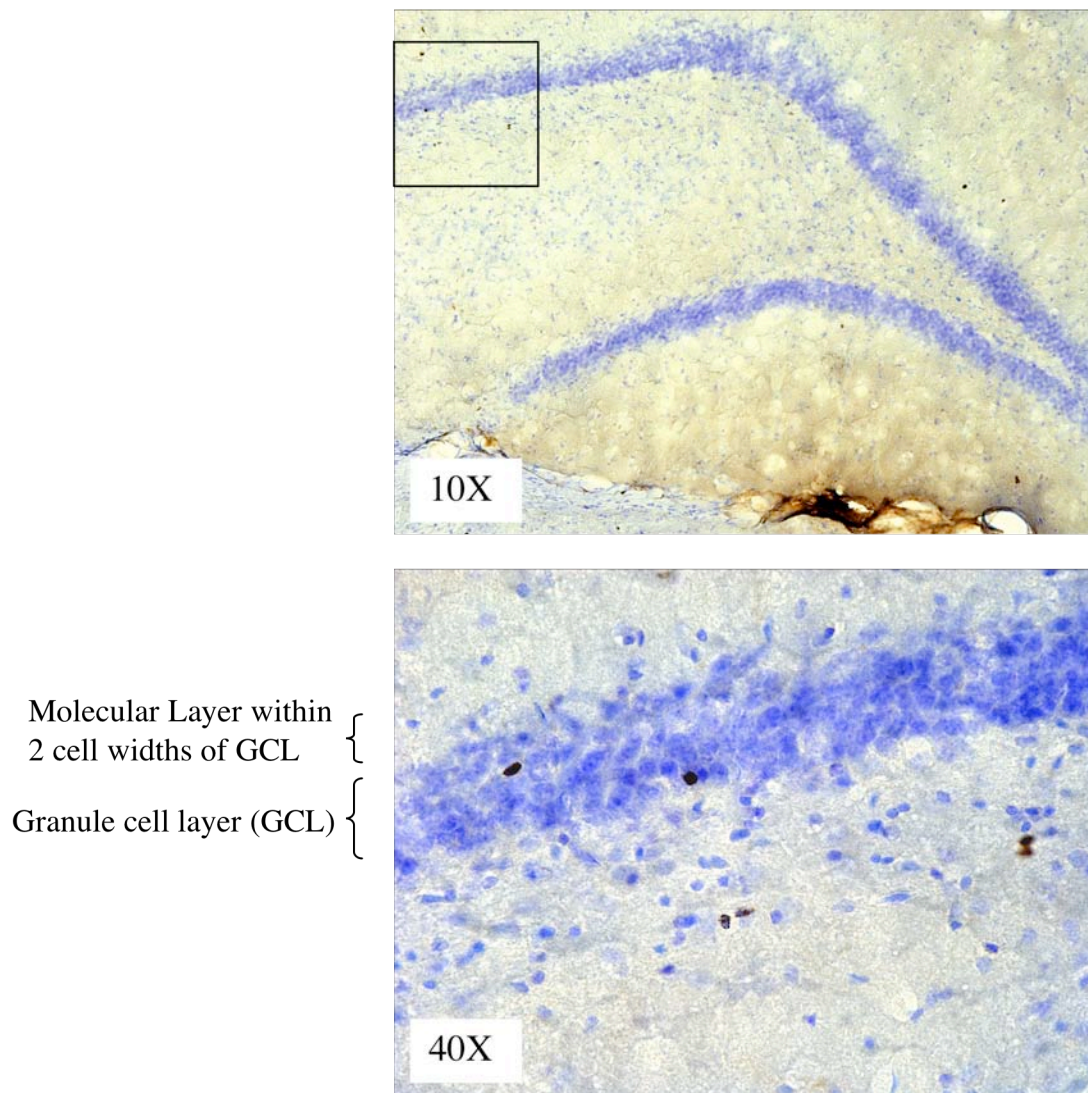 10X
Molecular Layer within
2 cell widths of GCL
Granule cell layer (GCL)
40X